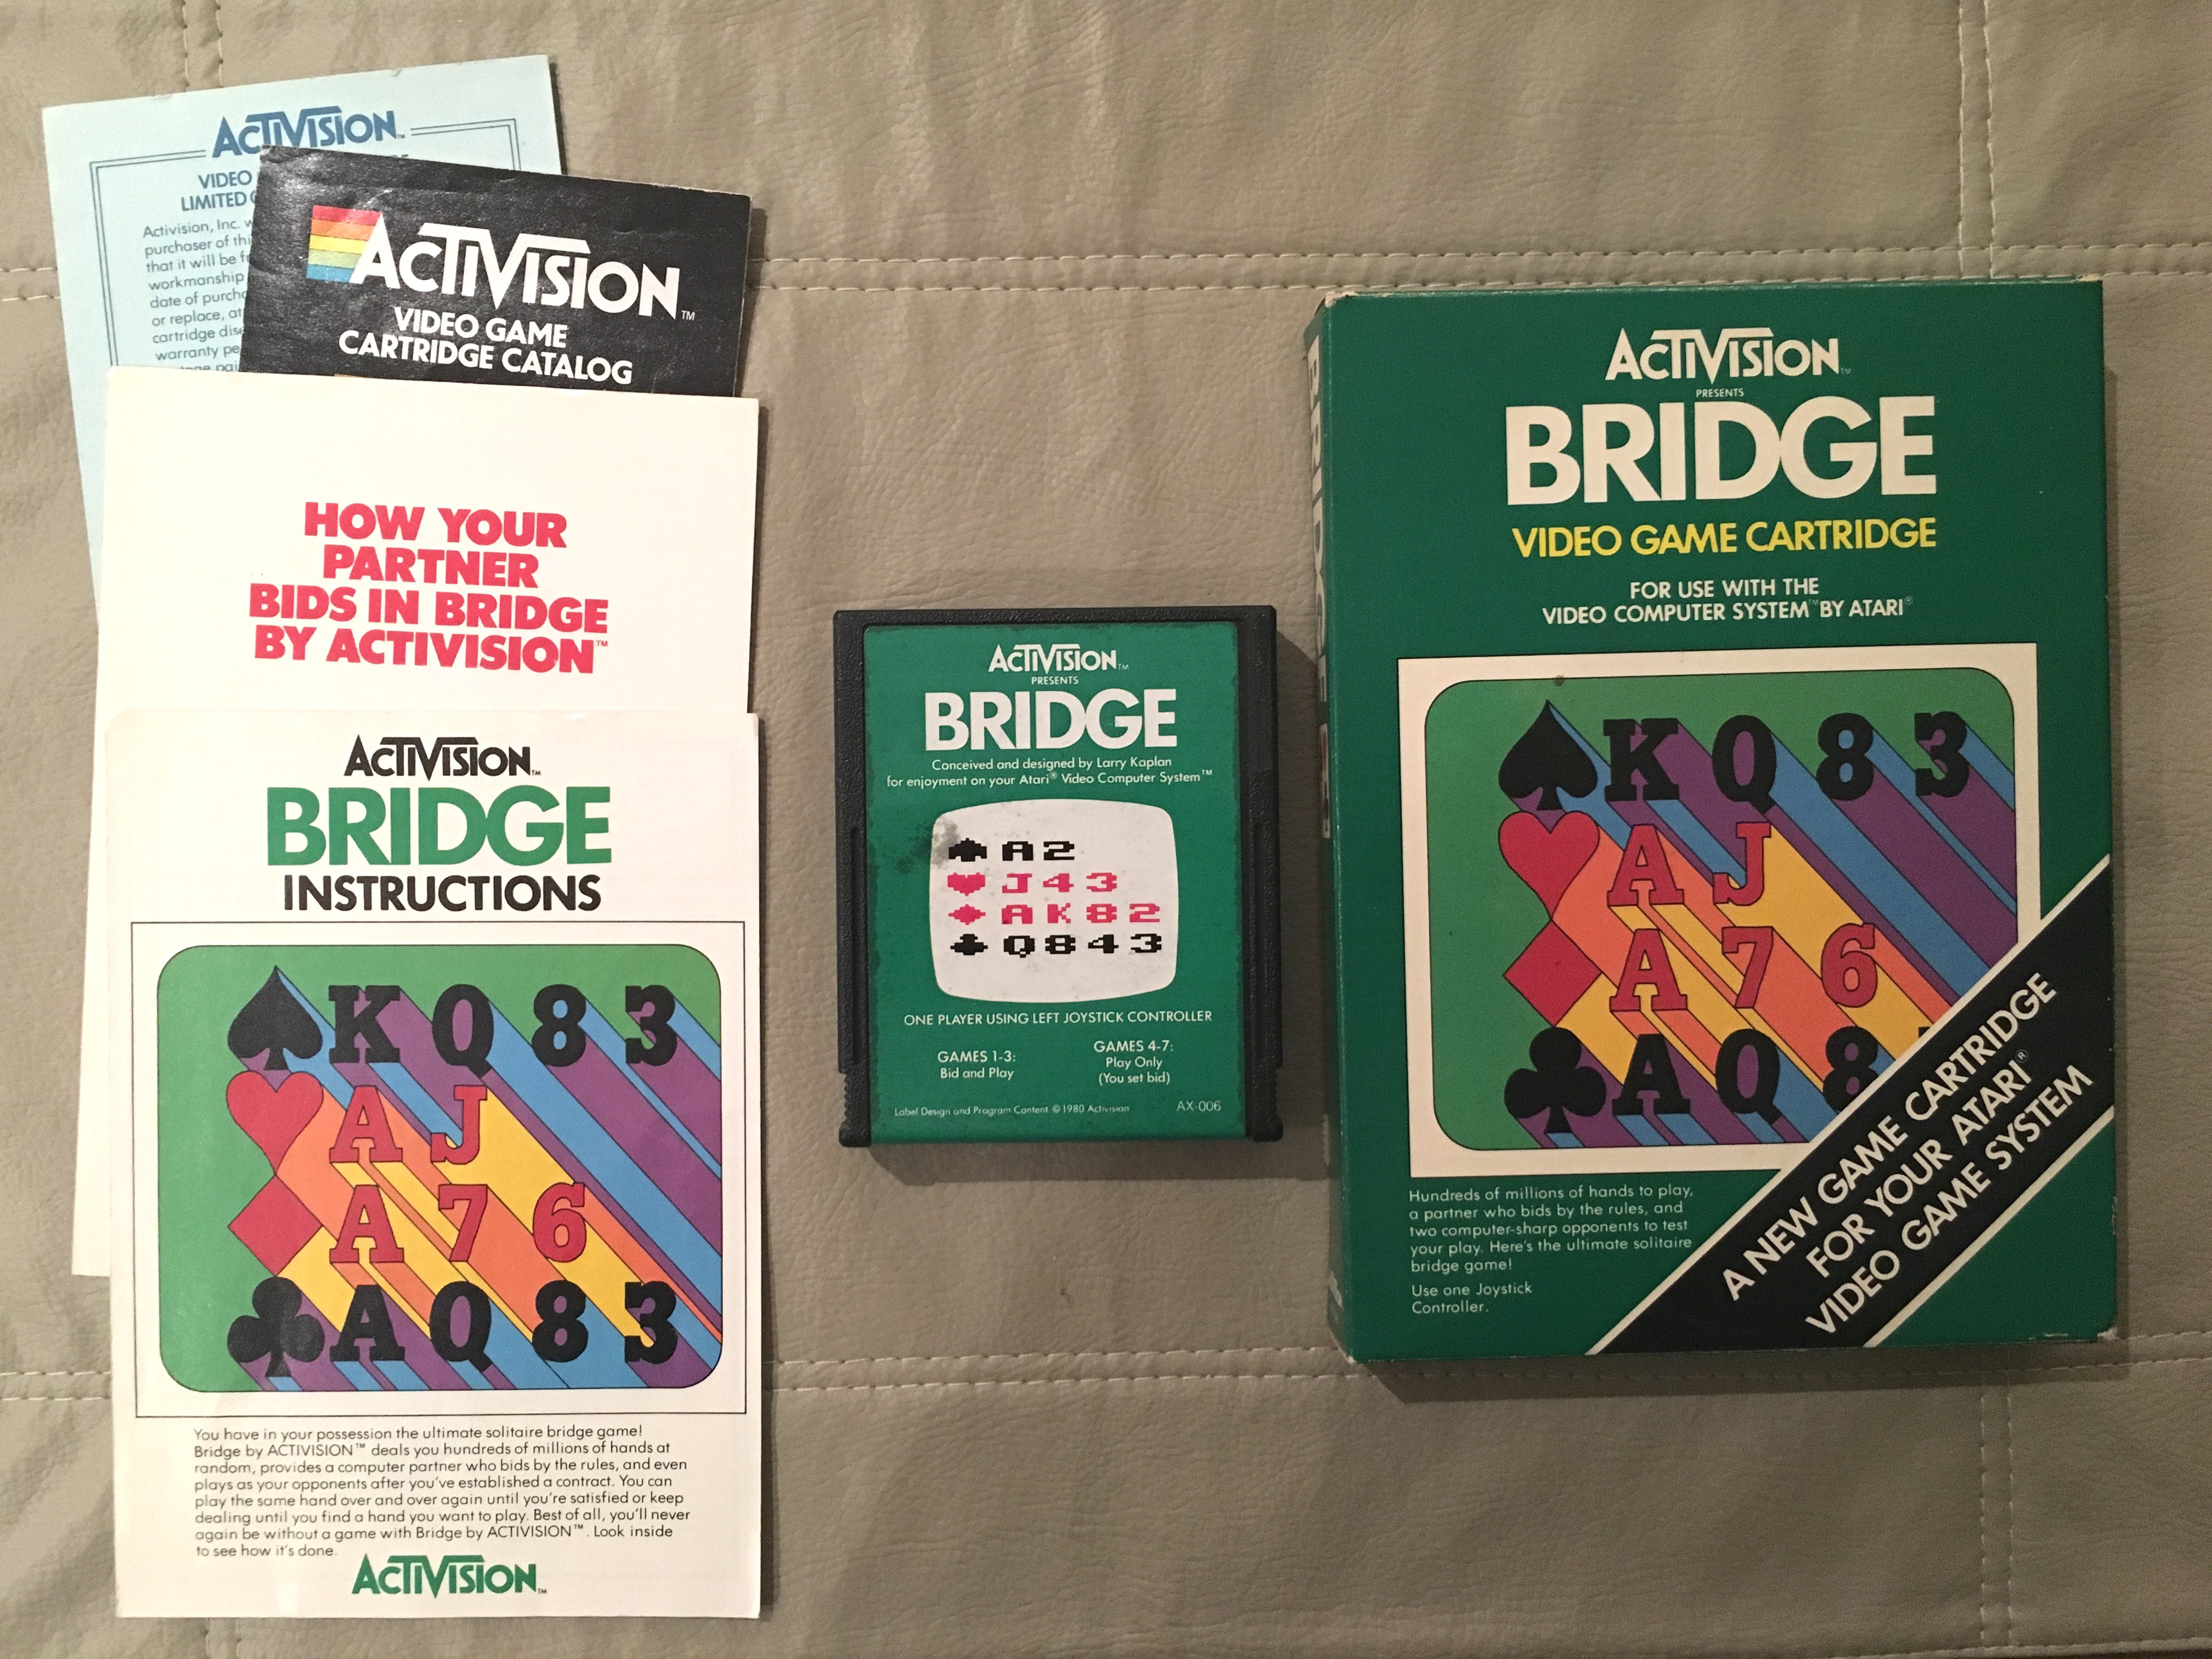 ACTIVISION™
VIDEO
LIMITED
Activision, Inc.
purchaser of
that it will be
workmanship
date of
or replace,
cartridge
warranty
ACTIVISION™
VIDEO GAME
CARTRIDGE CATALOG
HOW YOUR
PARTNER
BIDS IN BRIDGE
BY ACTIVISION™
ACTIVISION™
BRIDGE
INSTRUCTIONS
♠ K Q 8 3
♥ A J
♦ A 7 6
♣ A Q 8 3
You have in your possession the ultimate solitaire bridge game!
Bridge by ACTIVISION™ deals you hundreds of millions of hands at
random, provides a computer partner who bids by the rules, and even
plays as your opponents after you've established a contract. You can
play the same hand over and over again until you're satisfied or keep
dealing until you find a hand you want to play. Best of all, you'll never
again be without a game with Bridge by ACTIVISION™. Look inside
to see how it's done.
ACTIVISION™
ACTIVISION™
PRESENTS
BRIDGE
Conceived and designed by Larry Kaplan
for enjoyment on your Atari® Video Computer System™
♠ A 2
♥ J 4 3
♦ A K 8 2
♣ Q 8 4 3
ONE PLAYER USING LEFT JOYSTICK CONTROLLER
GAMES 1-3:
Bid and Play
GAMES 4-7:
Play Only
(You set bid)
Label Design and Program Content © 1980 Activision
AX-006
BRIDGE
ACTIVISION™
PRESENTS
BRIDGE
VIDEO GAME CARTRIDGE
FOR USE WITH THE
VIDEO COMPUTER SYSTEM™ BY ATARI®
♠ K Q 8 3
♥ A J
♦ A 7 6
♣ A Q 8
Hundreds of millions of hands to play,
a partner who bids by the rules, and
two computer-sharp opponents to test
your play. Here's the ultimate solitaire
bridge game!
Use one Joystick
Controller.
A NEW GAME CARTRIDGE
FOR YOUR ATARI®
VIDEO GAME SYSTEM